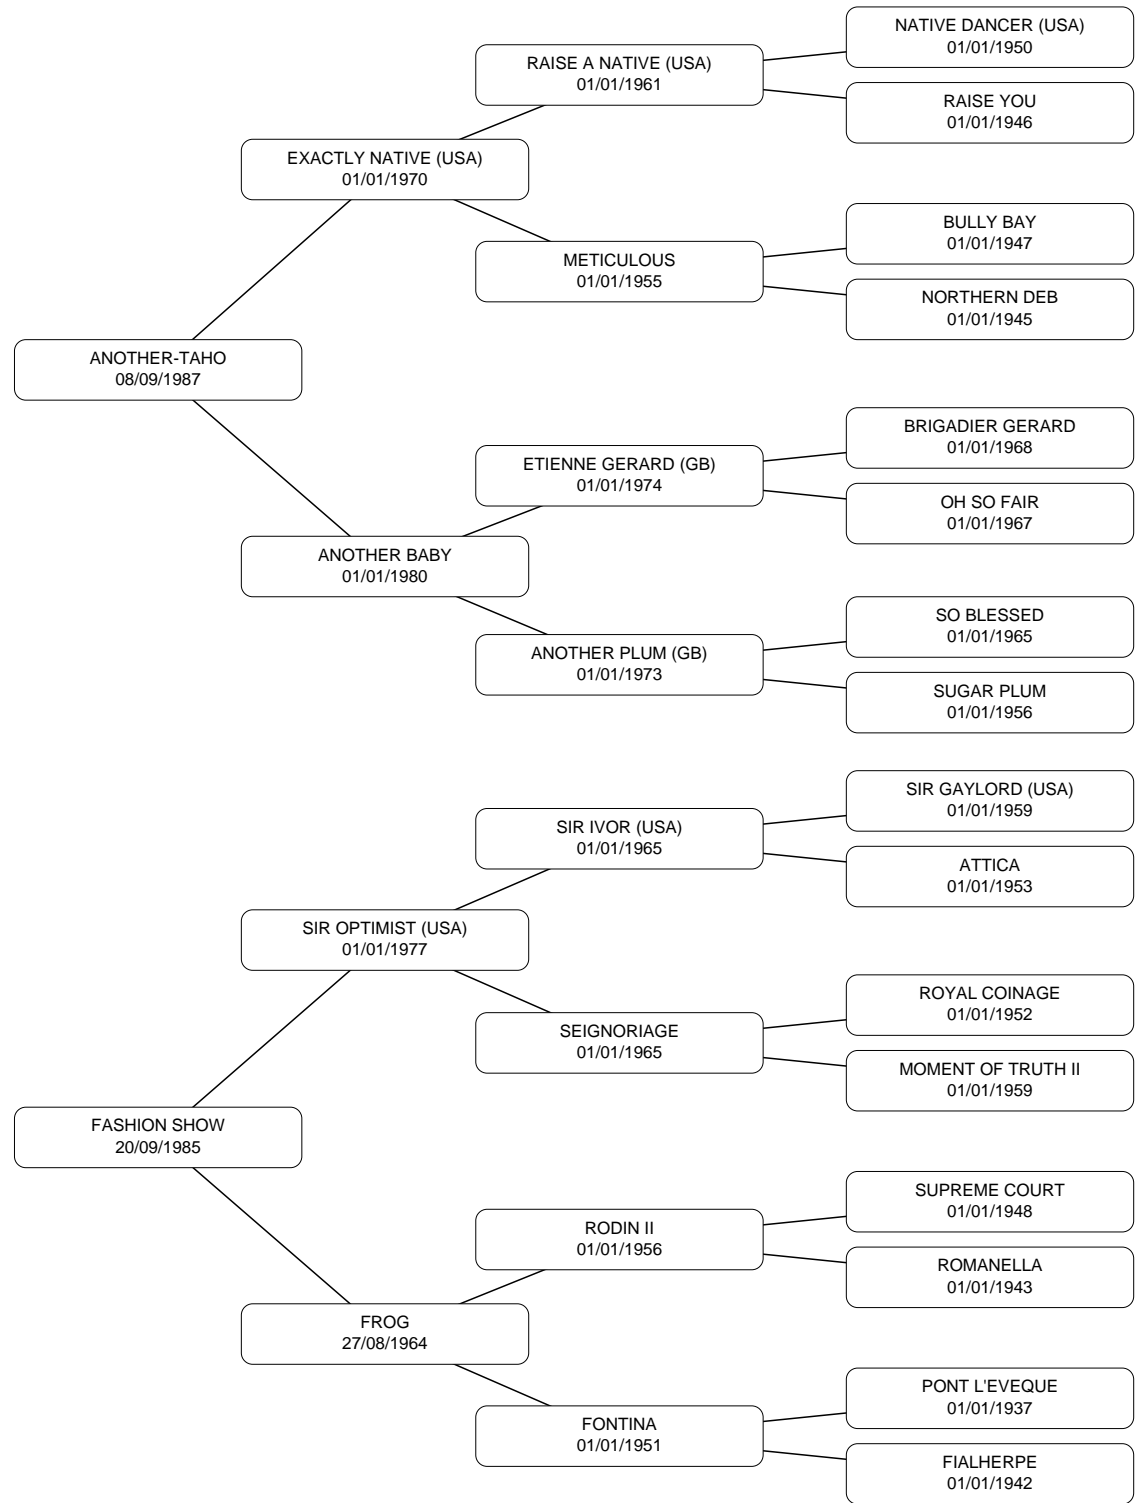 NATIVE DANCER (USA)
01/01/1950
RAISE A NATIVE (USA)
01/01/1961
RAISE YOU
01/01/1946
EXACTLY NATIVE (USA)
01/01/1970
BULLY BAY
01/01/1947
METICULOUS
01/01/1955
NORTHERN DEB
01/01/1945
ANOTHER-TAHO
08/09/1987
BRIGADIER GERARD
01/01/1968
ETIENNE GERARD (GB)
01/01/1974
OH SO FAIR
01/01/1967
ANOTHER BABY
01/01/1980
SO BLESSED
01/01/1965
ANOTHER PLUM (GB)
01/01/1973
SUGAR PLUM
01/01/1956
SIR GAYLORD (USA)
01/01/1959
SIR IVOR (USA)
01/01/1965
ATTICA
01/01/1953
SIR OPTIMIST (USA)
01/01/1977
ROYAL COINAGE
01/01/1952
SEIGNORIAGE
01/01/1965
MOMENT OF TRUTH II
01/01/1959
FASHION SHOW
20/09/1985
SUPREME COURT
01/01/1948
RODIN II
01/01/1956
ROMANELLA
01/01/1943
FROG
27/08/1964
PONT L'EVEQUE
01/01/1937
FONTINA
01/01/1951
FIALHERPE
01/01/1942